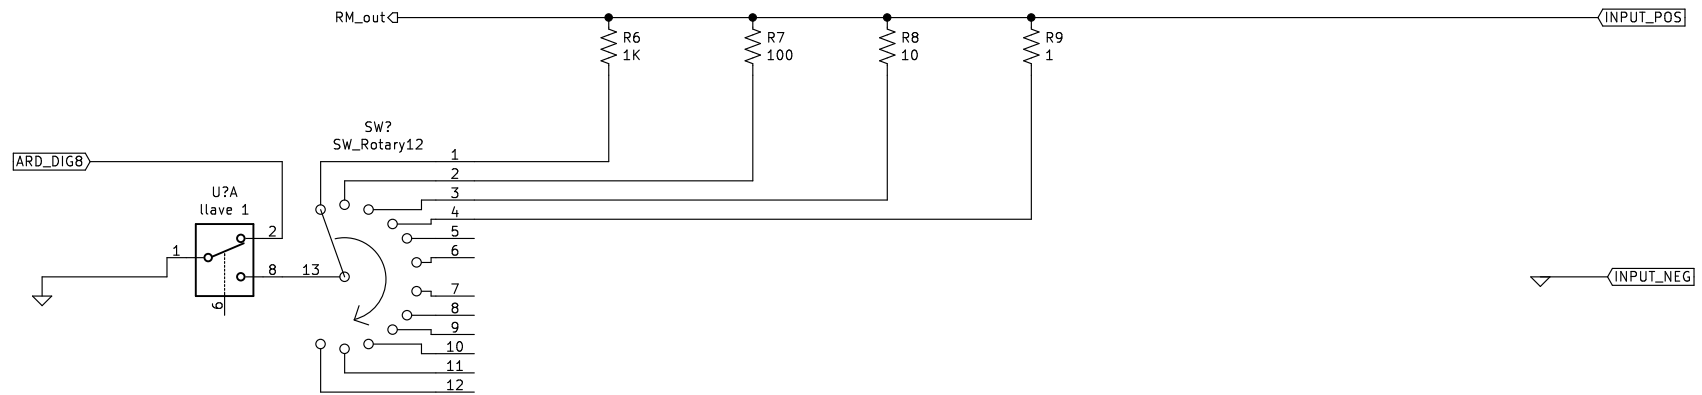 RM_out
INPUT_POS
R6
1K
R7
100
R8
10
R9
1
SW?
SW_Rotary12
ARD_DIG8
1
2
3
4
5
6
7
8
9
10
11
12
13
U?A
llave 1
2
1
8
6
INPUT_NEG